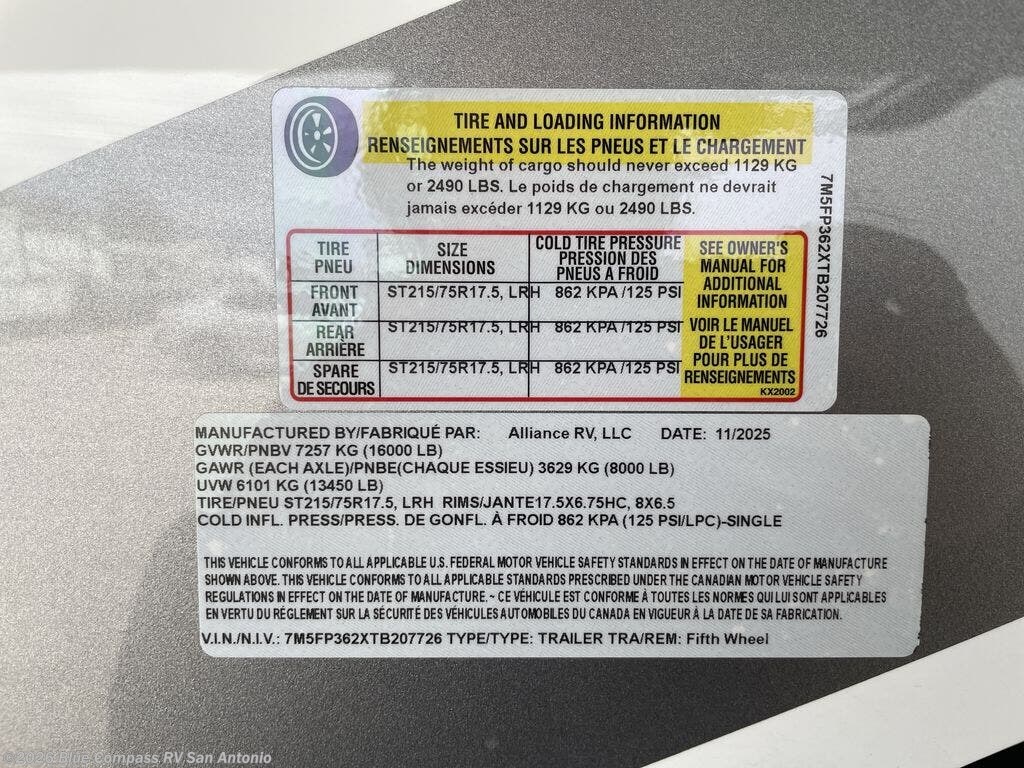 TIRE AND LOADING INFORMATION
RENSEIGNEMENTS SUR LES PNEUS ET LE CHARGEMENT
The weight of cargo should never exceed 1129 KG
or 2490 LBS. Le poids de chargement ne devrait
jamais excéder 1129 KG ou 2490 LBS.
TIRE
PNEU
SIZE
DIMENSIONS
COLD TIRE PRESSURE
PRESSION DES
PNEUS A FROID
FRONT
AVANT
ST215/75R17.5, LRH 862 KPA /125 PSI
REAR
ARRIÈRE
ST215/75R17.5, LRH 862 KPA /125 PSI
SPARE
DE SECOURS
ST215/75R17.5, LRH 862 KPA /125 PSI
SEE OWNER'S
MANUAL FOR
ADDITIONAL
INFORMATION
VOIR LE MANUEL
DE L'USAGER
POUR PLUS DE
RENSEIGNEMENTS
KX2002
7M5FP362XTB207726
MANUFACTURED BY/FABRIQUÉ PAR: Alliance RV, LLC DATE: 11/2025
GVWR/PNBV 7257 KG (16000 LB)
GAWR (EACH AXLE)/PNBE(CHAQUE ESSIEU) 3629 KG (8000 LB)
UVW 6101 KG (13450 LB)
TIRE/PNEU ST215/75R17.5, LRH RIMS/JANTE17.5X6.75HC, 8X6.5
COLD INFL. PRESS/PRESS. DE GONFL. À FROID 862 KPA (125 PSI/LPC)-SINGLE
THIS VEHICLE CONFORMS TO ALL APPLICABLE U.S. FEDERAL MOTOR VEHICLE SAFETY STANDARDS IN EFFECT ON THE DATE OF MANUFACTURE
SHOWN ABOVE. THIS VEHICLE CONFORMS TO ALL APPLICABLE STANDARDS PRESCRIBED UNDER THE CANADIAN MOTOR VEHICLE SAFETY
REGULATIONS IN EFFECT ON THE DATE OF MANUFACTURE. ~ CE VÉHICULE EST CONFORME À TOUTES LES NORMES QUI LUI SONT APPLICABLES
EN VERTU DU RÉGLEMENT SUR LA SÉCURITÉ DES VÉHICULES AUTOMOBILES DU CANADA EN VIGUEUR À LA DATE DE SA FABRICATION.
V.I.N./N.I.V.: 7M5FP362XTB207726 TYPE/TYPE: TRAILER TRA/REM: Fifth Wheel
©2026 Blue Compass RV San Antonio